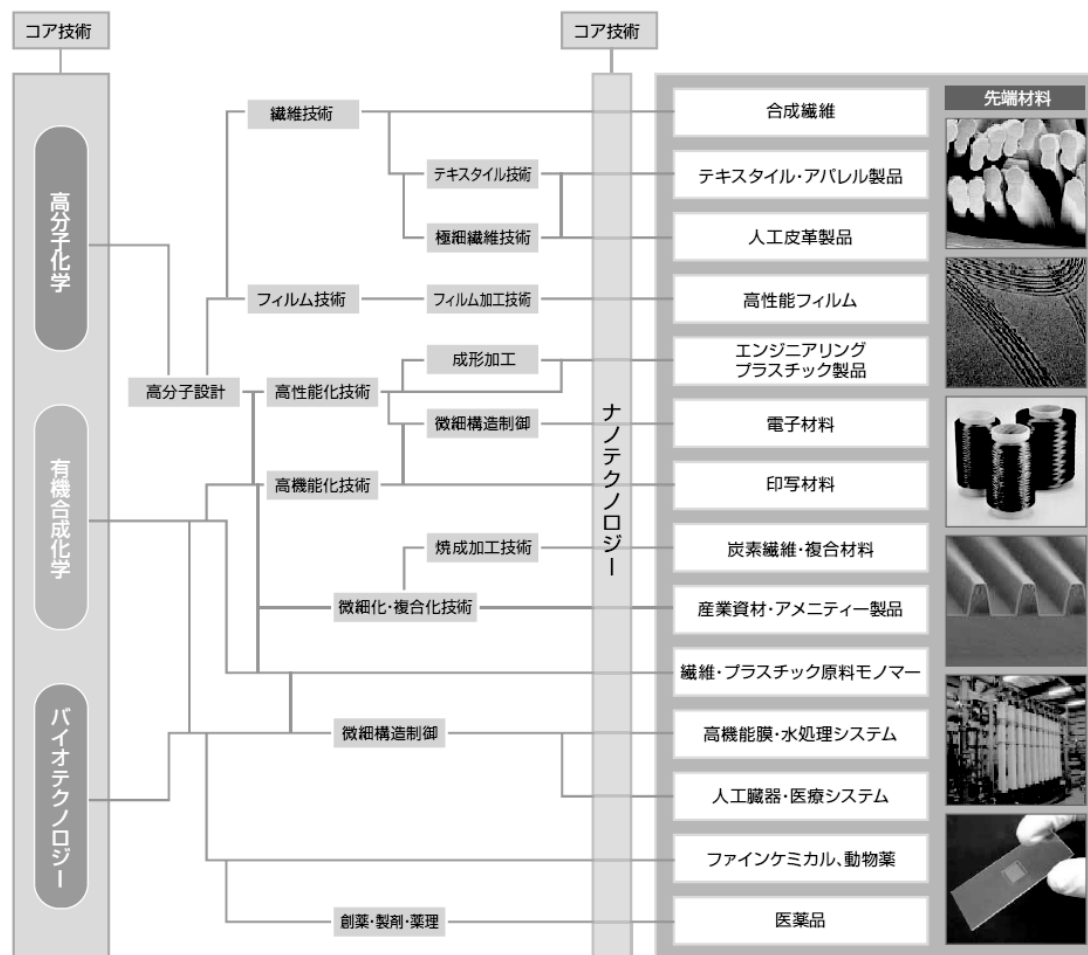 コア技術
コア技術
先端材料
高分子化学
有機合成化学
バイオテクノロジー
ナノテクノロジー
繊維技術
合成繊維
テキスタイル技術
テキスタイル・アパレル製品
極細繊維技術
人工皮革製品
フィルム技術
フィルム加工技術
高性能フィルム
成形加工
エンジニアリング
プラスチック製品
高分子設計
高性能化技術
微細構造制御
電子材料
高機能化技術
印写材料
焼成加工技術
炭素繊維・複合材料
微細化・複合化技術
産業資材・アメニティー製品
繊維・プラスチック原料モノマー
微細構造制御
高機能膜・水処理システム
人工臓器・医療システム
ファインケミカル、動物薬
創薬・製剤・薬理
医薬品